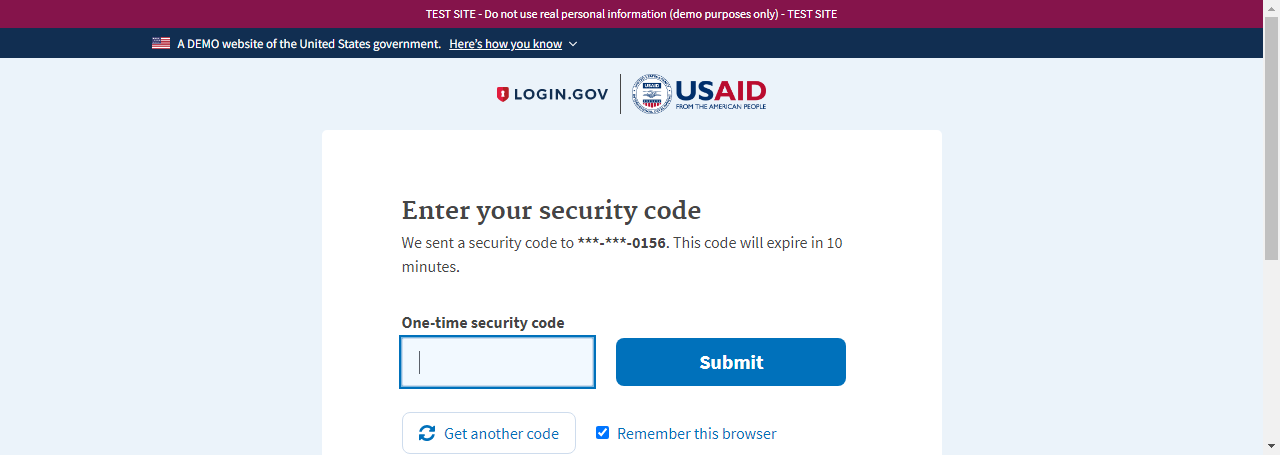 TEST SITE - Do not use real personal information (demo purposes only) - TEST SITE
A DEMO website of the United States government. Here's how you know
LOGIN.GOV
USAID
USAID
FROM THE AMERICAN PEOPLE
Enter your security code
We sent a security code to ***-***-0156. This code will expire in 10
minutes.
One-time security code
Submit
Get another code
Remember this browser